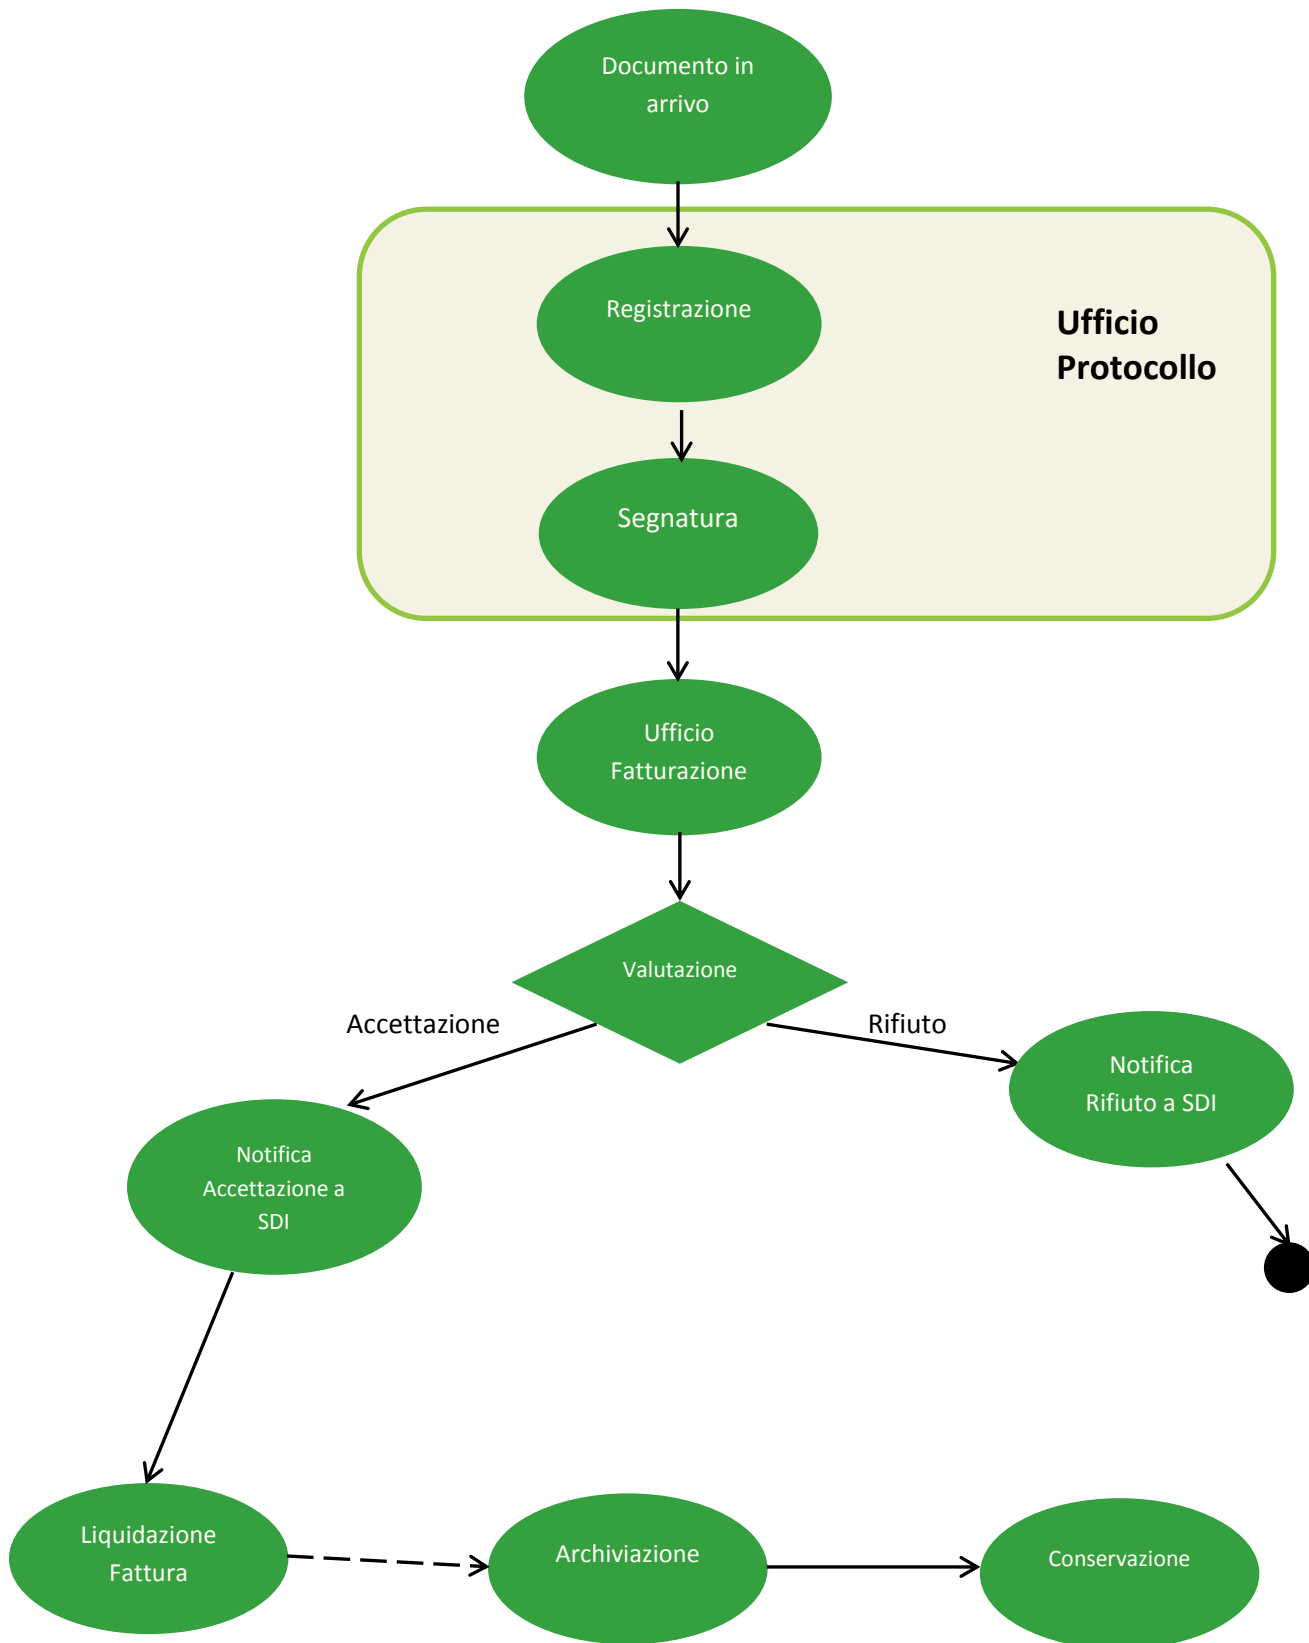 Documento in
arrivo
Registrazione
Ufficio
Protocollo
Segnatura
Ufficio
Fatturazione
Valutazione
Accettazione
Rifiuto
Notifica
Rifiuto a SDI
Notifica
Accettazione a
SDI
Liquidazione
Fattura
Archiviazione
Conservazione